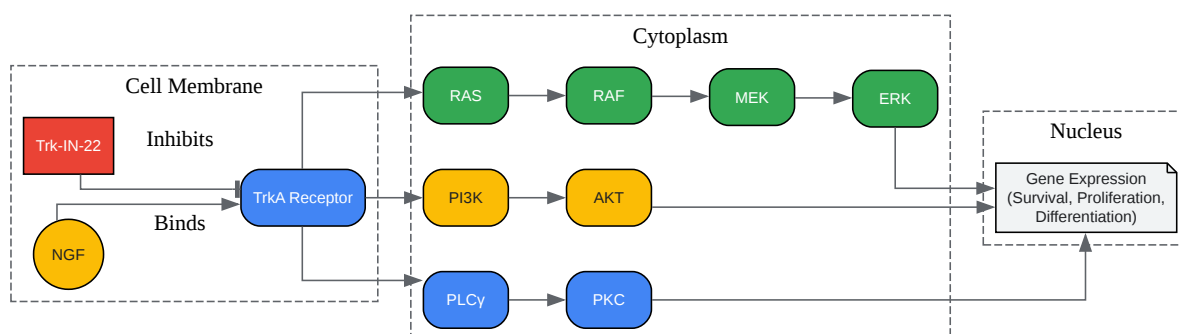 Cytoplasm
Cell Membrane
RAS
RAF
MEK
ERK
Trk-IN-22
Inhibits
Nucleus
TrkA Receptor
PI3K
AKT
Gene Expression
(Survival, Proliferation,
Differentiation)
Binds
NGF
PLCγ
PKC